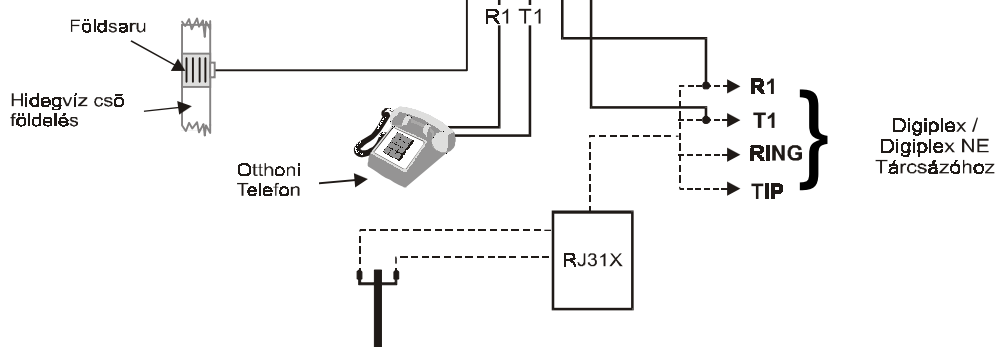 R1 T1
Földsaru
Hidegvíz csõ
földelés
Otthoni
Telefon
R1
T1
RING
TIP
Digiplex /
Digiplex NE
Tárcsázóhoz
RJ31X